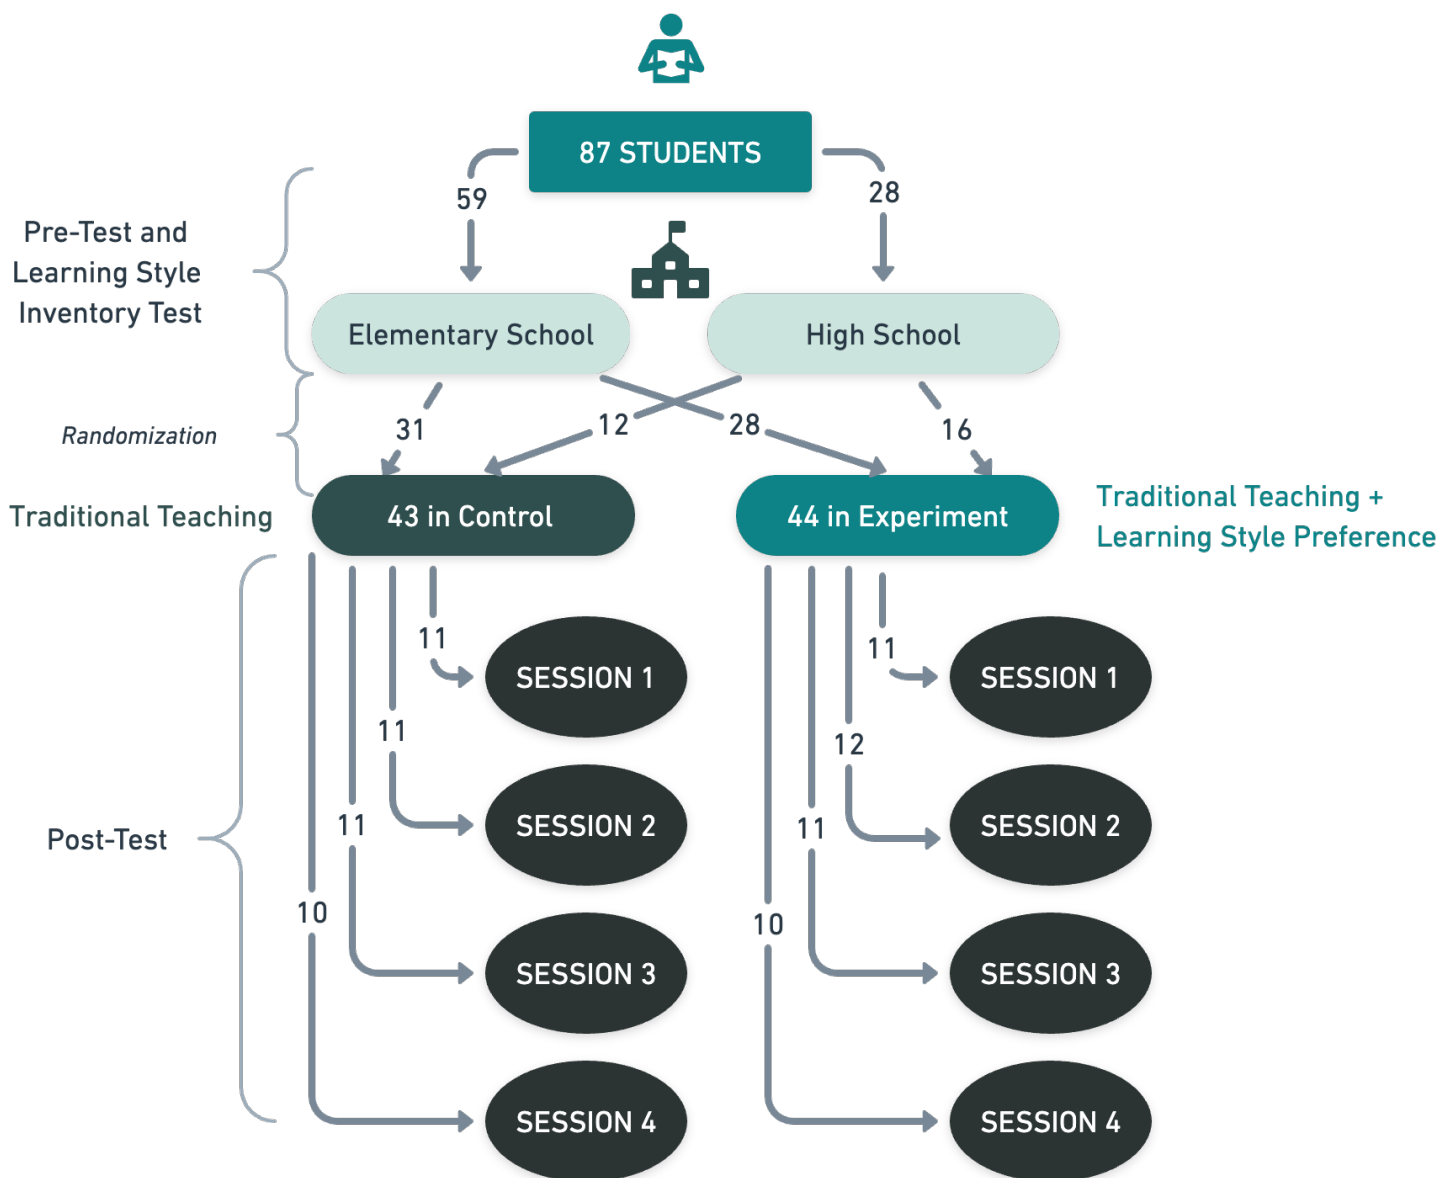 87 STUDENTS
59
28
Pre-Test and
Learning Style
Inventory Test
Elementary School
High School
Randomization
31
12
28
16
Traditional Teaching
43 in Control
44 in Experiment
Traditional Teaching +
Learning Style Preference
11
SESSION 1
11
SESSION 2
11
SESSION 3
10
SESSION 4
11
SESSION 1
12
SESSION 2
11
SESSION 3
10
SESSION 4
Post-Test